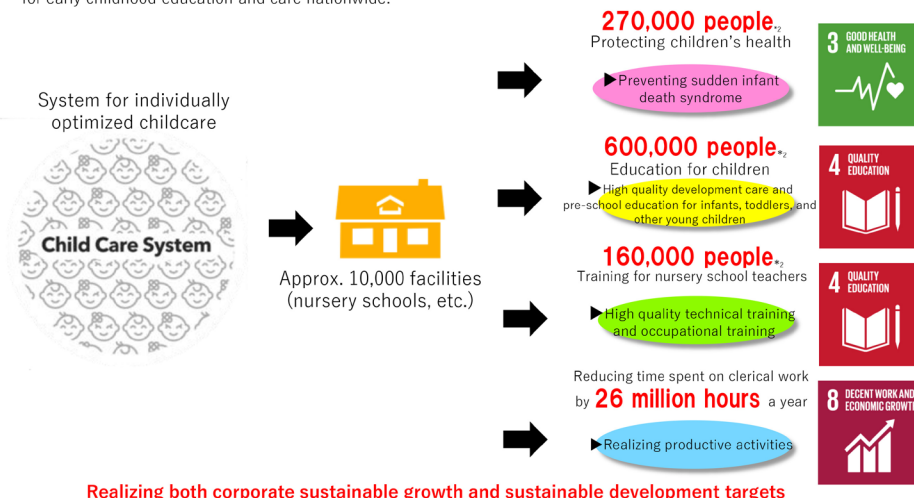 for early childhood education and care nationwide.
System for individually
optimized childcare
Child Care System
Approx. 10,000 facilities
(nursery schools, etc.)
270,000 people*2
Protecting children's health
▶Preventing sudden infant
death syndrome
3 GOOD HEALTH
AND WELL-BEING
600,000 people*2
Education for children
▶High quality development care and
pre-school education for infants, toddlers, and
other young children
4 QUALITY
EDUCATION
160,000 people*2
Training for nursery school teachers
▶High quality technical training
and occupational training
4 QUALITY
EDUCATION
Reducing time spent on clerical work
by 26 million hours a year
▶Realizing productive activities
8 DECENT WORK AND
ECONOMIC GROWTH
Realizing both corporate sustainable growth and sustainable development targets